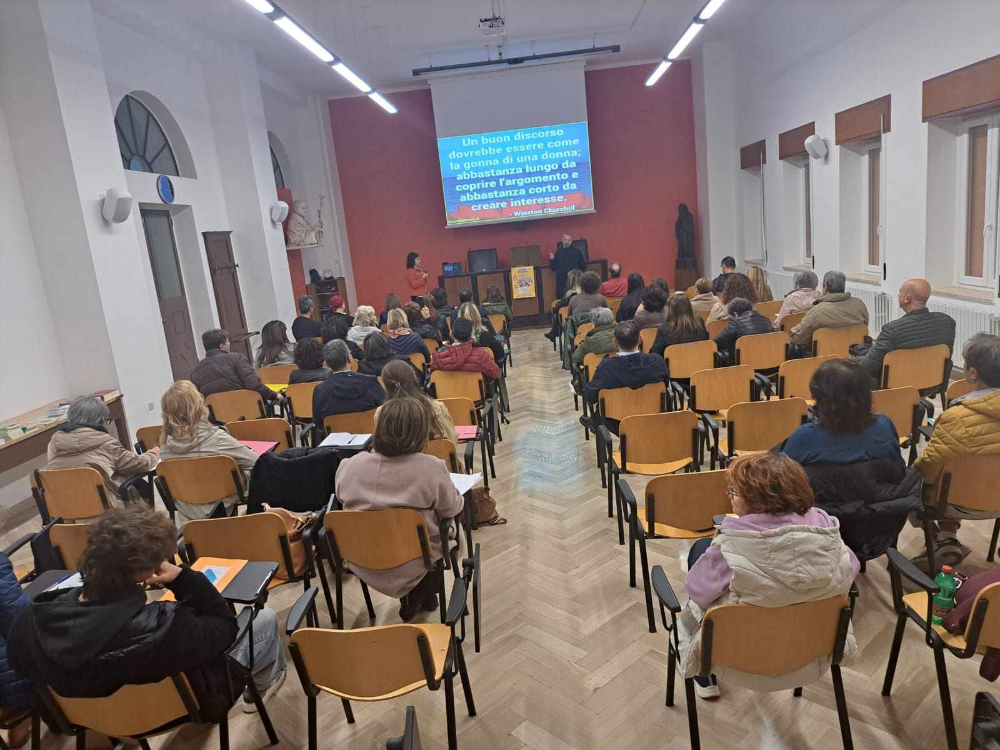 Un buon discorso
dovrebbe essere come
la gonna di una donna;
abbastanza lungo da
coprire l'argomento e
abbastanza corto da
creare interesse.
- Winston Churchill
incambiamento.it